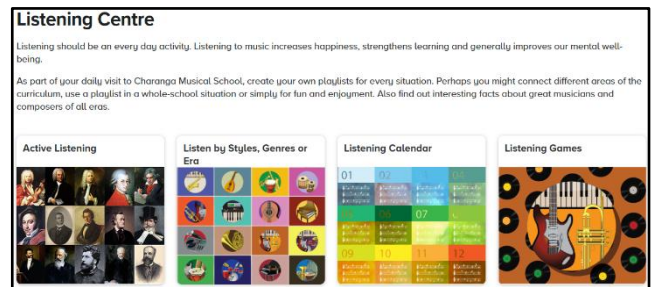 Listening Centre
Listening should be an every day activity. Listening to music increases happiness, strengthens learning and generally improves our mental well-
being.
As part of your daily visit to Charanga Musical School, create your own playlists for every situation. Perhaps you might connect different areas of the
curriculum, use a playlist in a whole-school situation or simply for fun and enjoyment. Also find out interesting facts about great musicians and
composers of all eras.
Active Listening
Listen by Styles, Genres or
Era
Listening Calendar
Listening Games
01 02
07
09 10 11 12